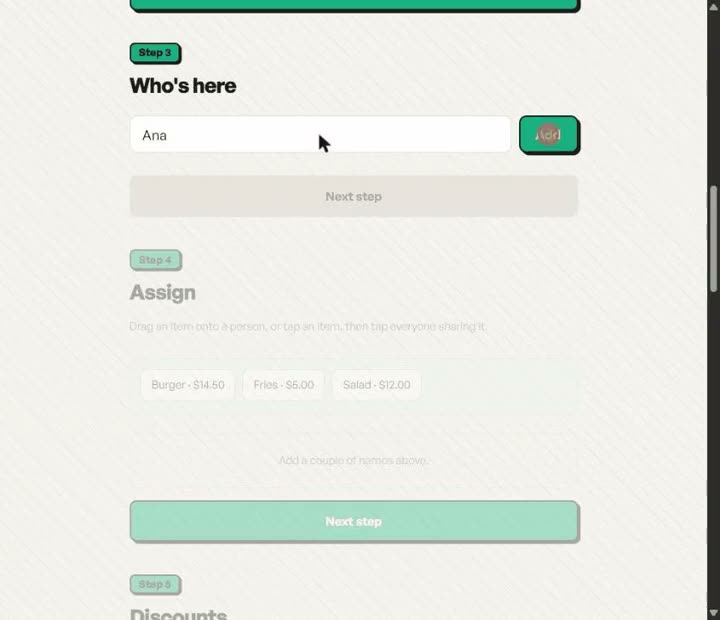 Step 3
Who's here
Ana
Add
Next step
Step 4
Assign
Drag an item onto a person, or tap an item, then tap everyone sharing it.
Burger · $14.50
Fries · $5.00
Salad · $12.00
Add a couple of names above.
Next step
Step 5
Discounts